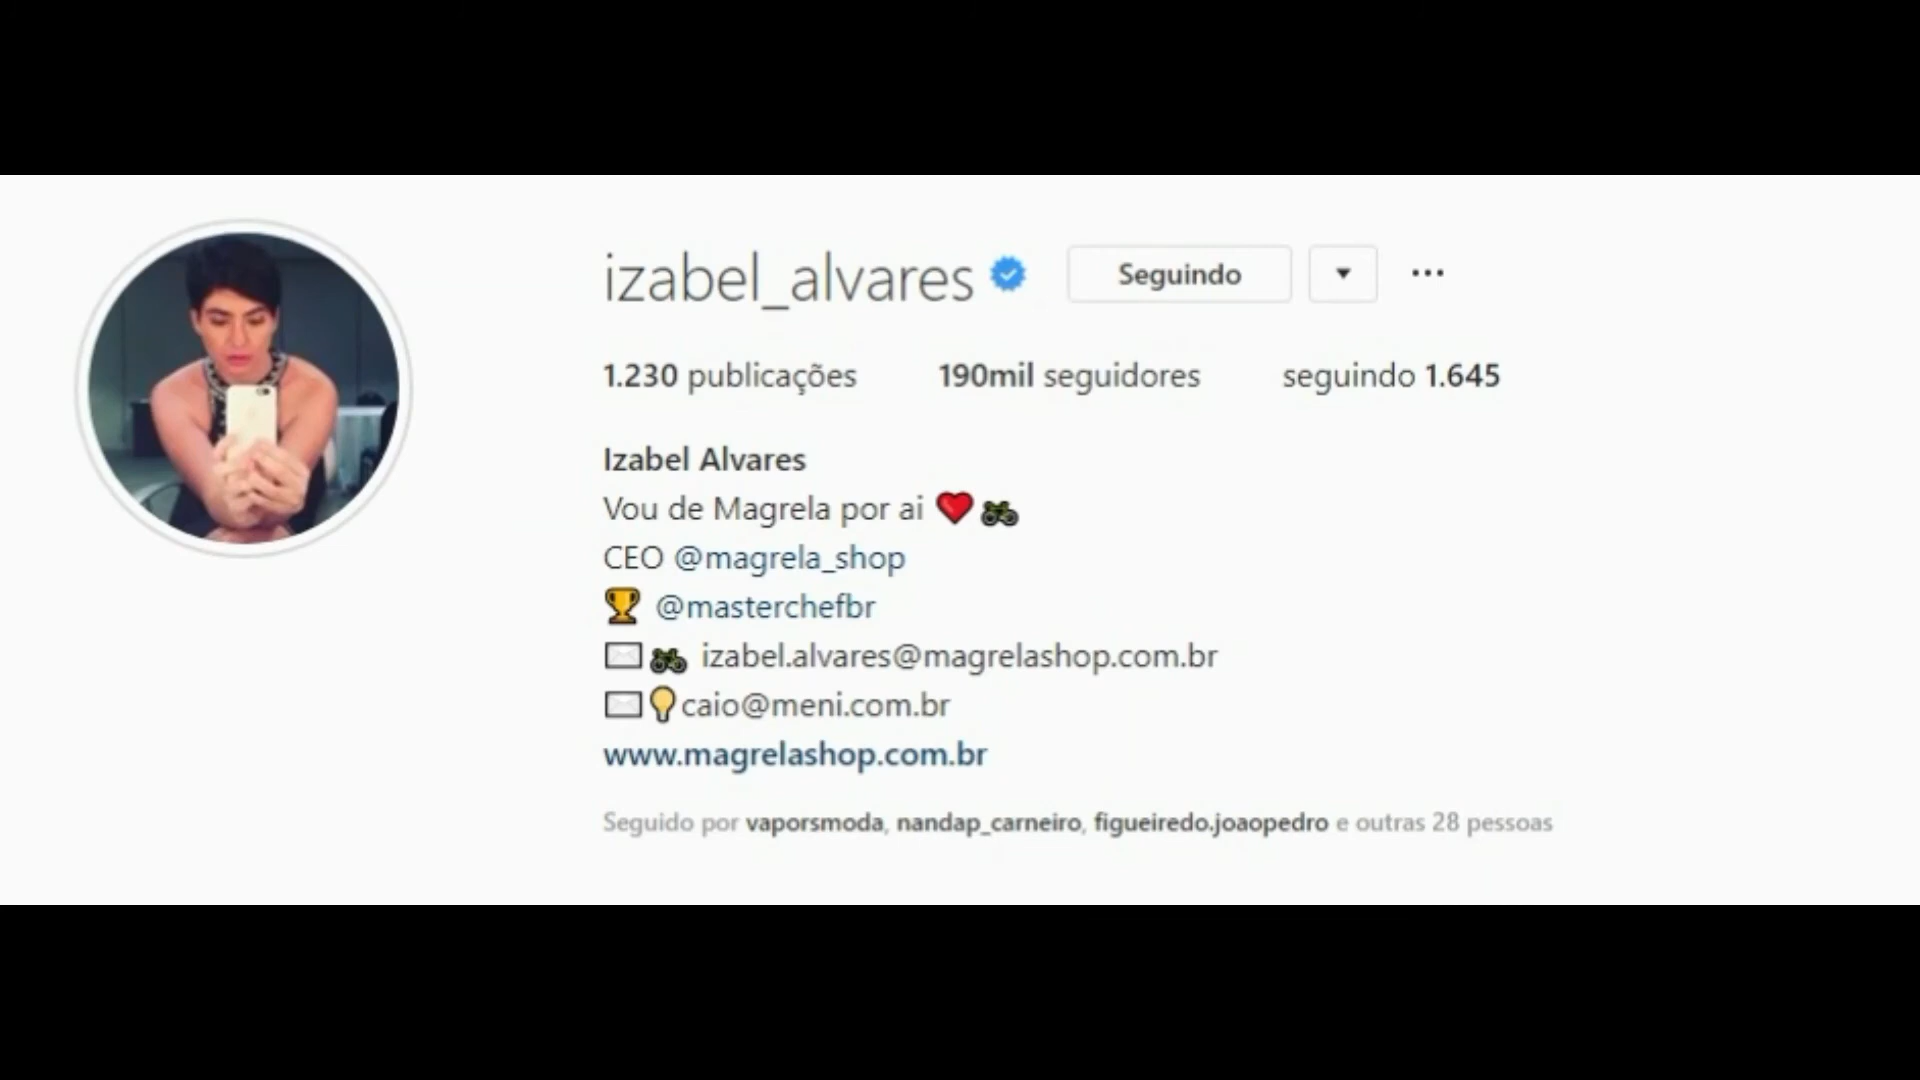 izabel_alvares Seguindo
1.230 publicações 190mil seguidores seguindo 1.645
Izabel Alvares
Vou de Magrela por ai
CEO @magrela_shop
@masterchefbr
izabel.alvares@magrelashop.com.br
caio@meni.com.br
www.magrelashop.com.br
Seguido por vaporsmoda, nandap_carneiro, figueiredo.joaopedro e outras 28 pessoas